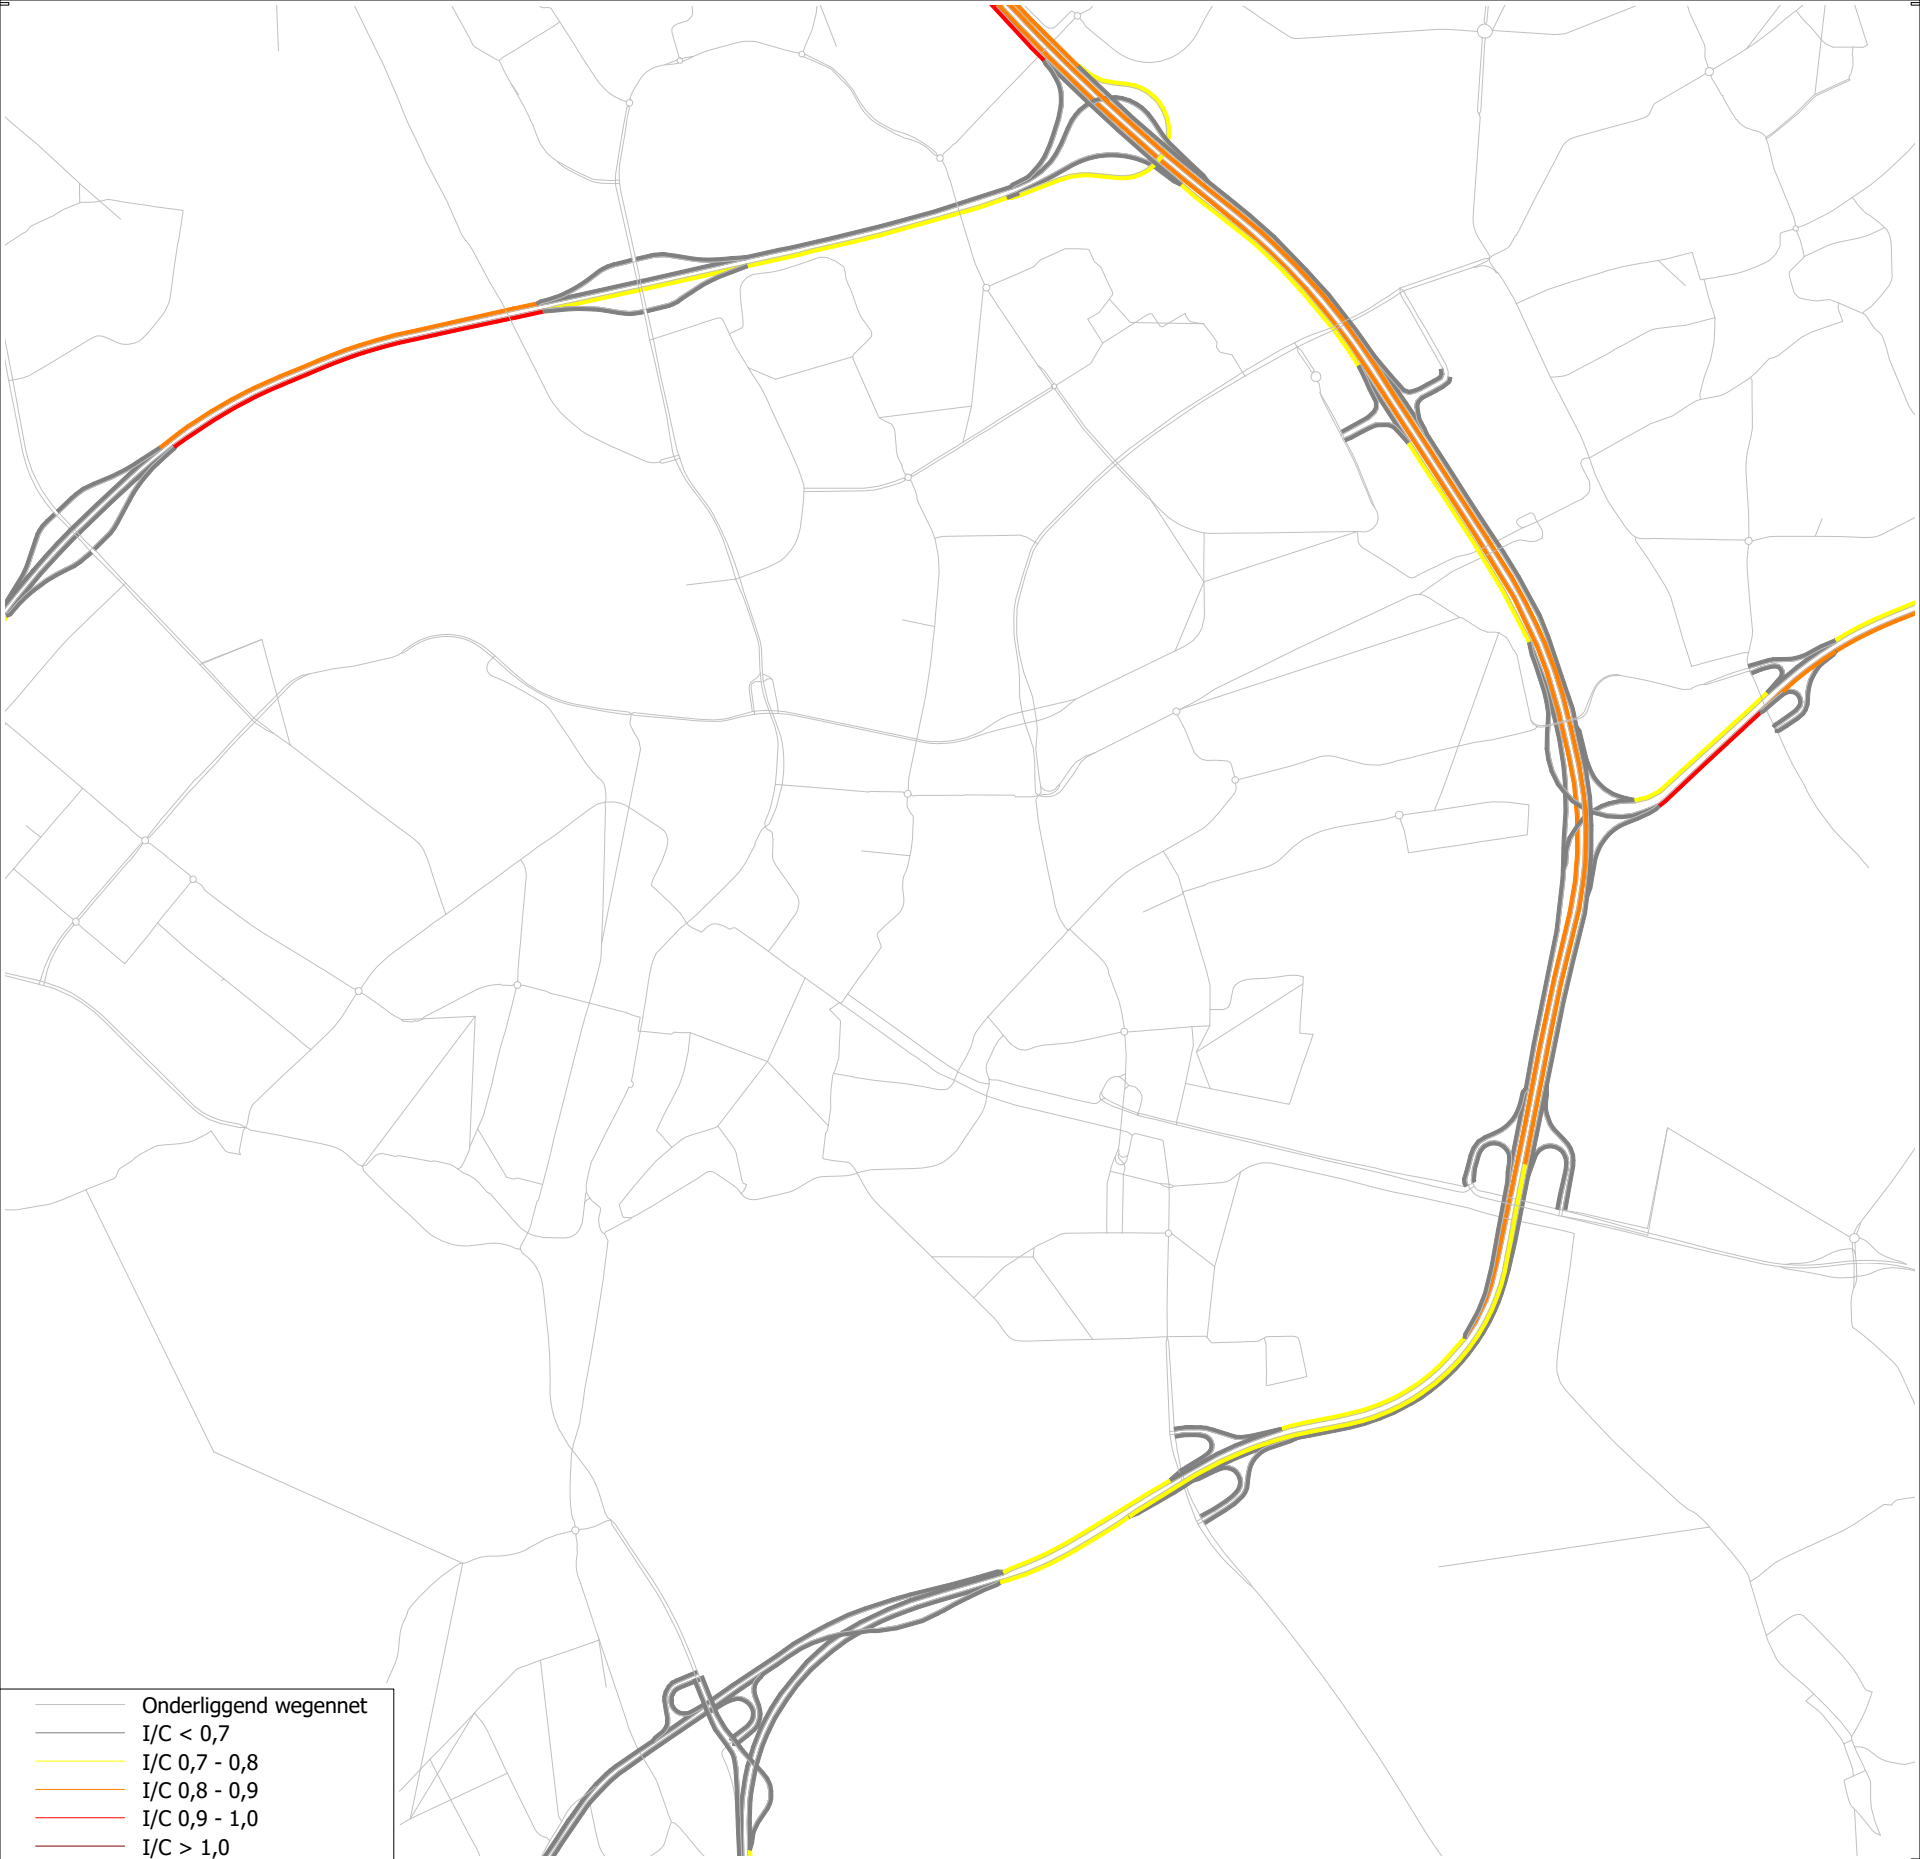 Onderliggend wegennet
I/C < 0,7
I/C 0,7 - 0,8
I/C 0,8 - 0,9
I/C 0,9 - 1,0
I/C > 1,0